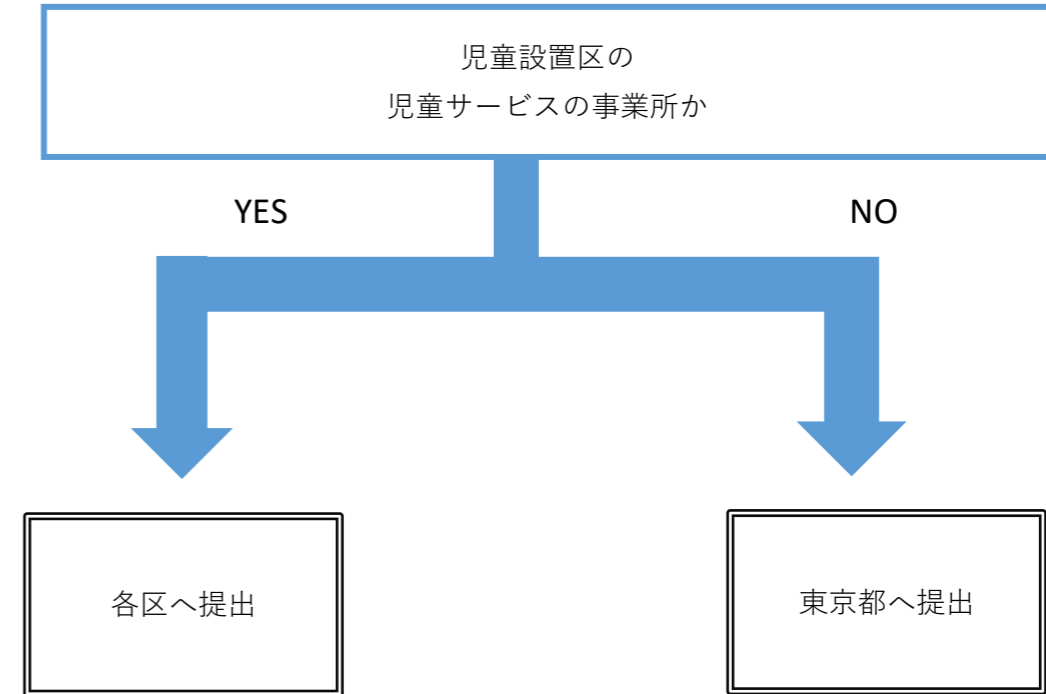 児童設置区の
児童サービスの事業所か
YES
NO
各区へ提出
東京都へ提出